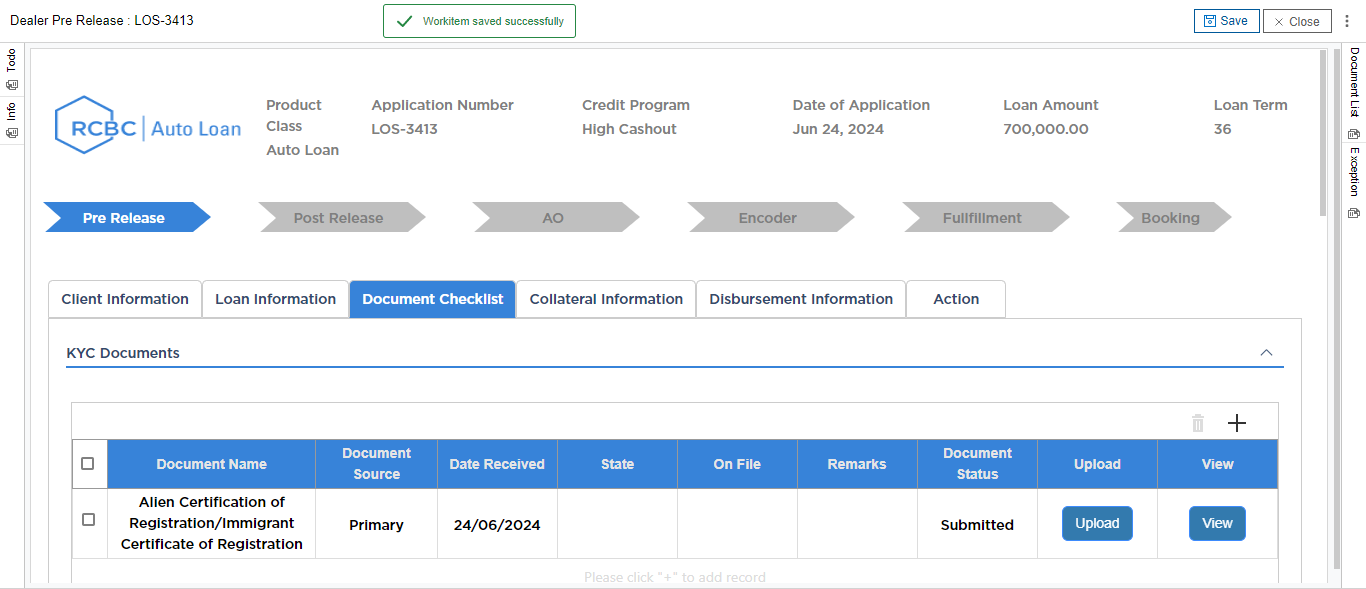 Dealer Pre Release : LOS-3413
Workitem saved successfully
Save
Close
Todo
Info
Document List
Exception
RCBC | Auto Loan
Product Class
Auto Loan
Application Number
LOS-3413
Credit Program
High Cashout
Date of Application
Jun 24, 2024
Loan Amount
700,000.00
Loan Term
36
Pre Release
Post Release
AO
Encoder
Fullfillment
Booking
Client Information
Loan Information
Document Checklist
Collateral Information
Disbursement Information
Action
KYC Documents
Document Name
Document Source
Date Received
State
On File
Remarks
Document Status
Upload
View
Alien Certification of
Registration/Immigrant
Certificate of Registration
Primary
24/06/2024
Submitted
Upload
View
Please click "+" to add record